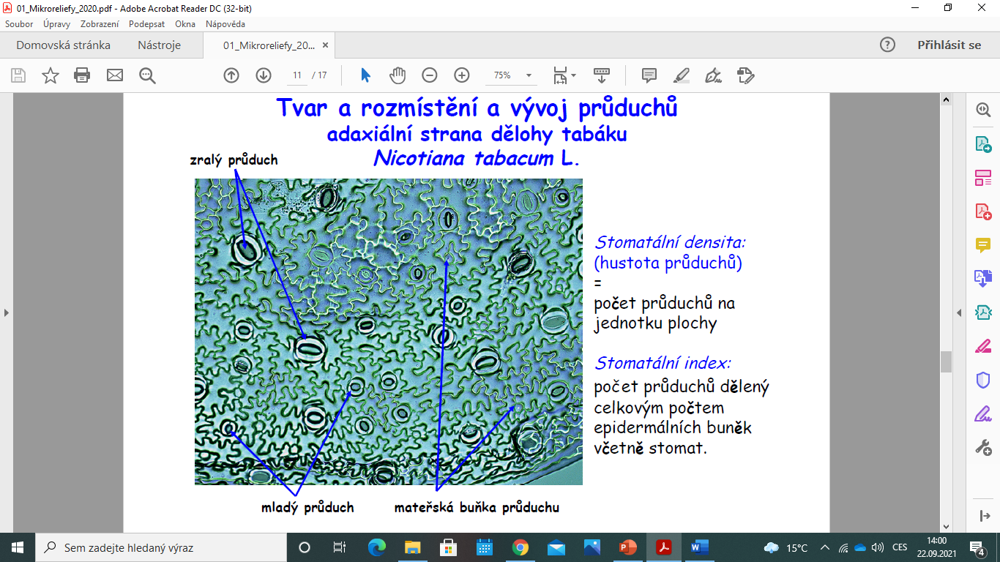 01_Mikroreliefy_2020.pdf - Adobe Acrobat Reader DC (32-bit)
Soubor Úpravy Zobrazení Podepsat Okna Nápověda
Domovská stránka Nástroje 01_Mikroreliefy_20... × Přihlásit se
11 / 17 75%
Tvar a rozmístění a vývoj průduchů
adaxiální strana dělohy tabáku
Nicotiana tabacum L.
zralý průduch
Stomatální densita:
(hustota průduchů)
=
počet průduchů na
jednotku plochy
Stomatální index:
počet průduchů dělený
celkovým počtem
epidermálních buněk
včetně stomat.
mladý průduch
mateřská buňka průduchu
Sem zadejte hledaný výraz
15°C CES
14:00
22.09.2021
4